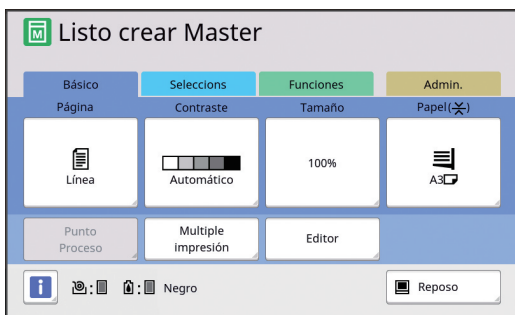 Listo crear Master
Básico Seleccions Funciones Admin.
Página Contraste Tamaño Papel
Línea Automático 100% A3
Punto Proceso
Multiple impresión
Editor
Negro
Reposo